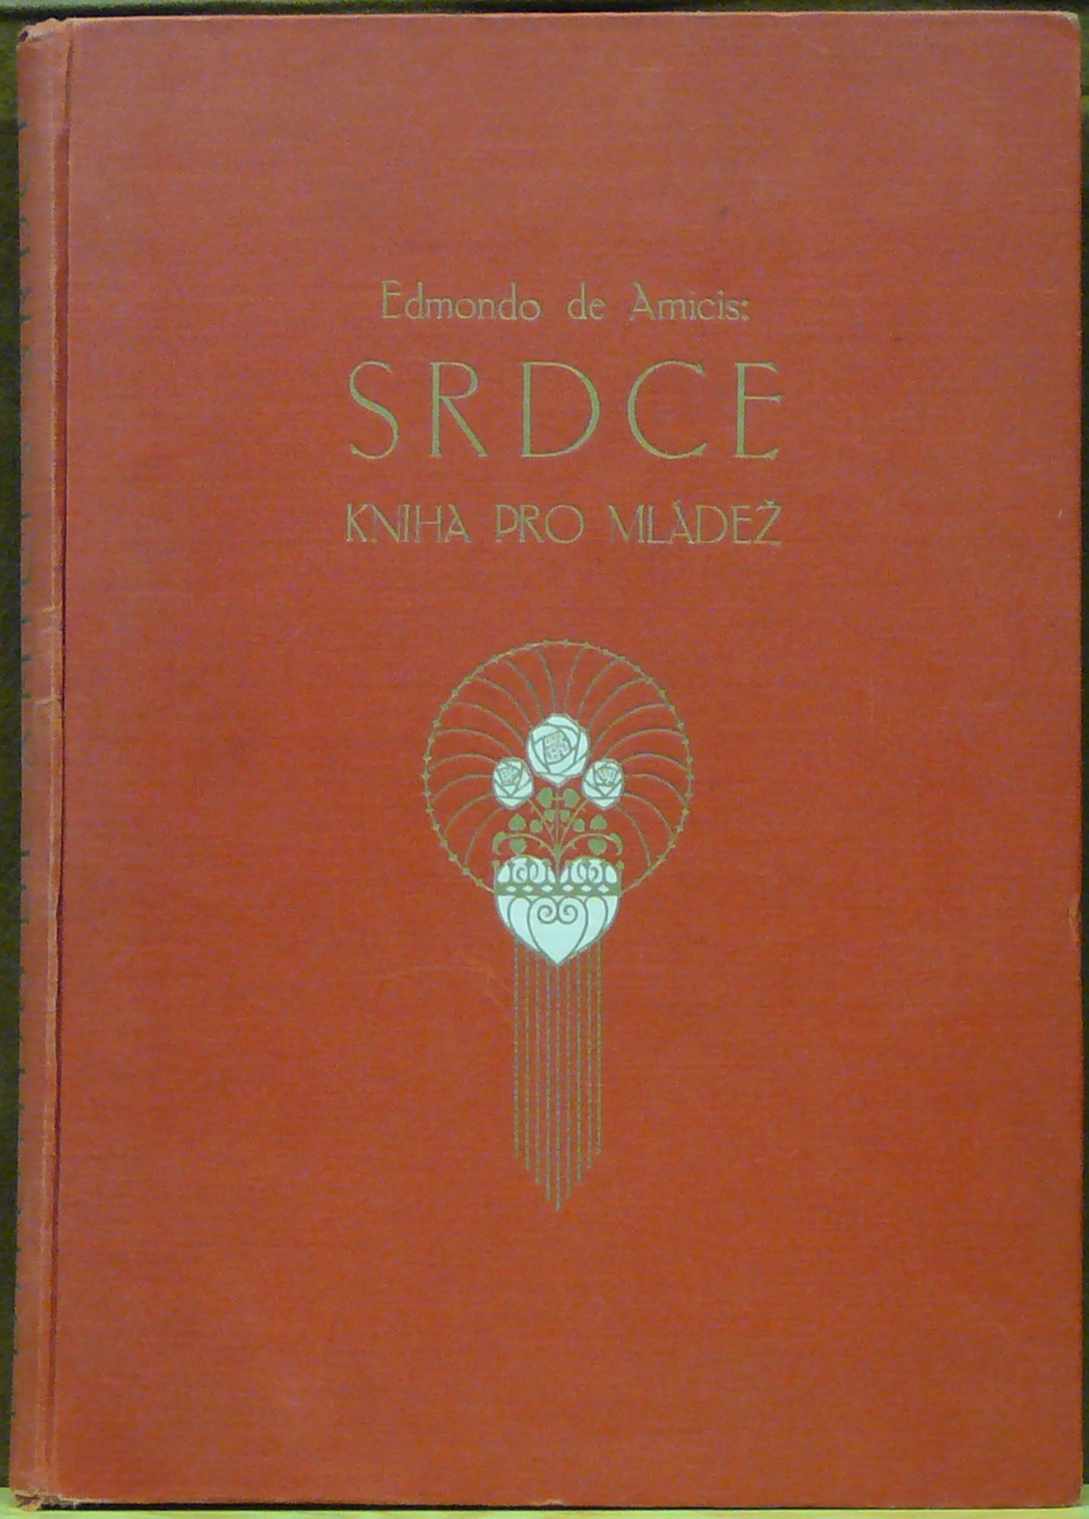 Edmondo de Amicis:
SRDCE
KNIHA PRO MLÁDEŽ